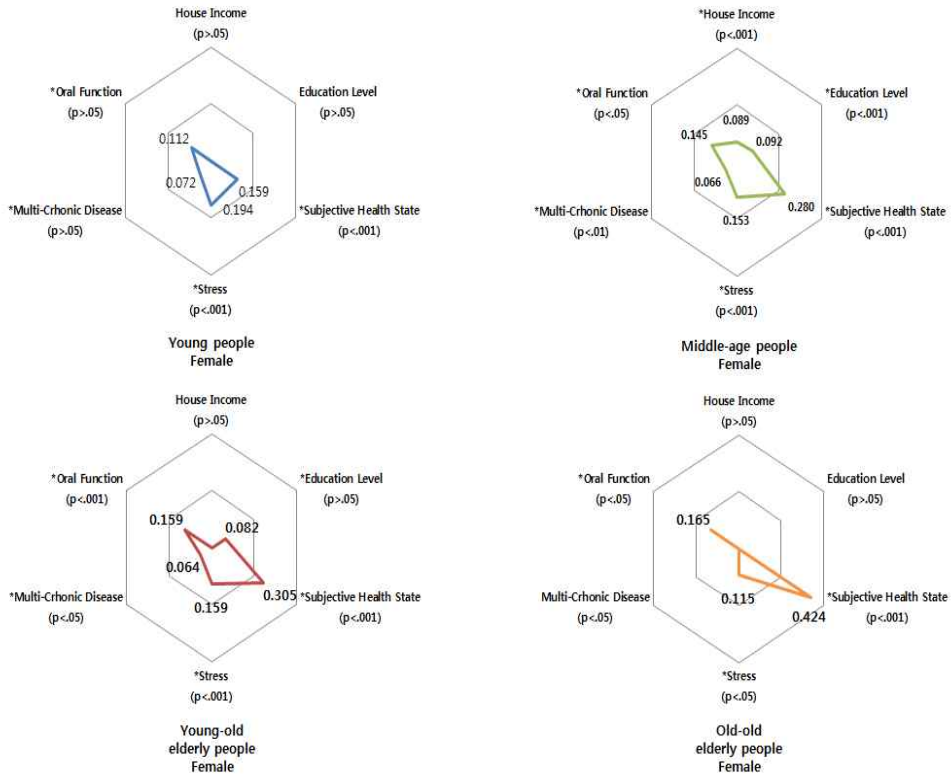 House Income
(p>.05)
*Oral Function
(p>.05)
Education Level
(p>.05)
0.112
0.072
0.159
0.194
*Multi-Crhonic Disease
(p>.05)
*Subjective Health State
(p<.001)
*Stress
(p<.001)
Young people
Female
*House Income
(p<.001)
*Oral Function
(p<.05)
*Education Level
(p<.001)
0.089
0.145
0.092
0.066
0.153
0.280
*Multi-Crhonic Disease
(p<.01)
*Subjective Health State
(p<.001)
*Stress
(p<.001)
Middle-age people
Female
House Income
(p>.05)
*Oral Function
(p<.001)
*Education Level
(p>.05)
0.159
0.082
0.064
0.159
0.305
*Multi-Crhonic Disease
(p<.05)
*Subjective Health State
(p<.001)
*Stress
(p<.001)
Young-old
elderly people
Female
House Income
(p>.05)
*Oral Function
(p<.05)
Education Level
(p>.05)
0.165
0.115
0.424
Multi-Crhonic Disease
(p<.05)
*Subjective Health State
(p<.001)
*Stress
(p<.05)
Old-old
elderly people
Female